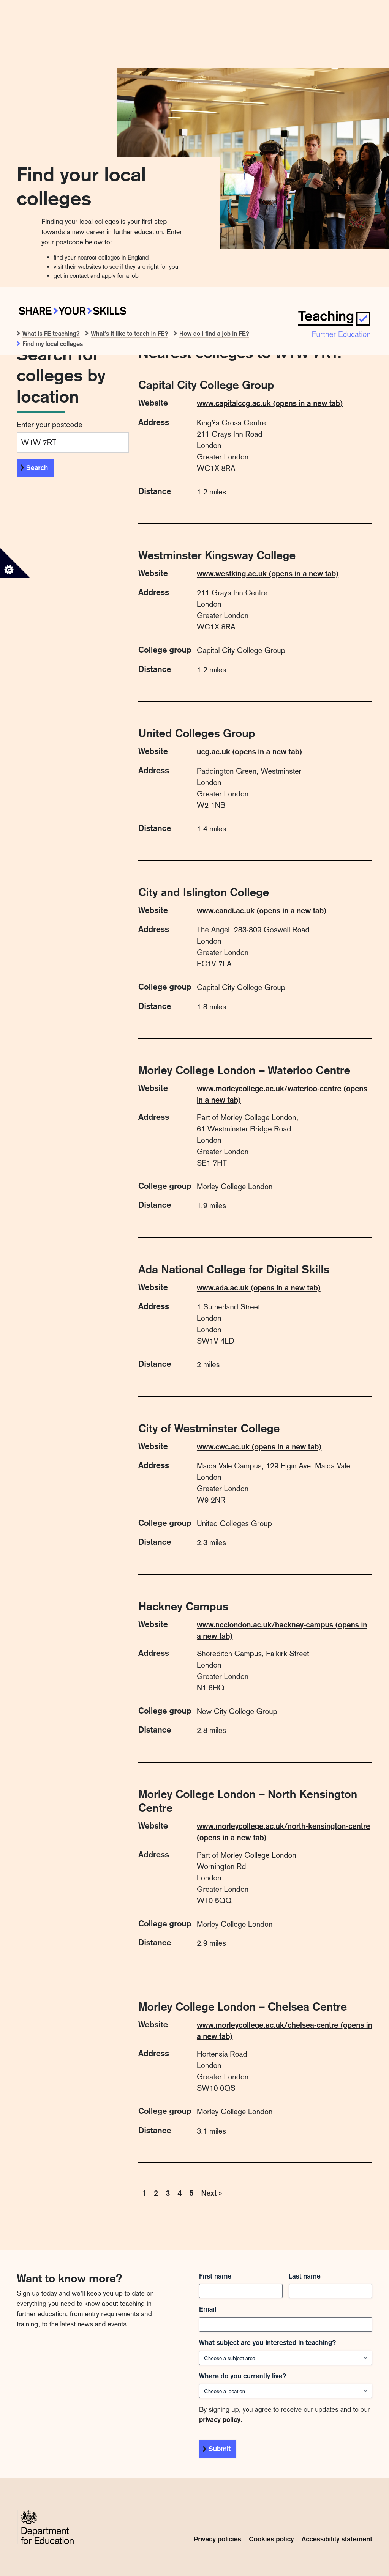 Find your local
colleges
Finding your local colleges is your first step
towards a new career in further education. Enter
your postcode below to:
find your nearest colleges in England
visit their websites to see if they are right for you
get in contact and apply for a job
SHARE YOUR SKILLS
Teaching
Further Education
What is FE teaching?
What's it like to teach in FE?
How do I find a job in FE?
Find my local colleges
Search for
colleges by
location
Enter your postcode
W1W 7RT
Search
Nearest colleges to W1W 7RT:
Capital City College Group
Website www.capitalccg.ac.uk (opens in a new tab)
Address King?s Cross Centre
211 Grays Inn Road
London
Greater London
WC1X 8RA
Distance 1.2 miles
Westminster Kingsway College
Website www.westking.ac.uk (opens in a new tab)
Address 211 Grays Inn Centre
London
Greater London
WC1X 8RA
College group Capital City College Group
Distance 1.2 miles
United Colleges Group
Website ucg.ac.uk (opens in a new tab)
Address Paddington Green, Westminster
London
Greater London
W2 1NB
Distance 1.4 miles
City and Islington College
Website www.candi.ac.uk (opens in a new tab)
Address The Angel, 283-309 Goswell Road
London
Greater London
EC1V 7LA
College group Capital City College Group
Distance 1.8 miles
Morley College London – Waterloo Centre
Website www.morleycollege.ac.uk/waterloo-centre (opens
in a new tab)
Address Part of Morley College London,
61 Westminster Bridge Road
London
Greater London
SE1 7HT
College group Morley College London
Distance 1.9 miles
Ada National College for Digital Skills
Website www.ada.ac.uk (opens in a new tab)
Address 1 Sutherland Street
London
London
SW1V 4LD
Distance 2 miles
City of Westminster College
Website www.cwc.ac.uk (opens in a new tab)
Address Maida Vale Campus, 129 Elgin Ave, Maida Vale
London
Greater London
W9 2NR
College group United Colleges Group
Distance 2.3 miles
Hackney Campus
Website www.ncclondon.ac.uk/hackney-campus (opens in
a new tab)
Address Shoreditch Campus, Falkirk Street
London
Greater London
N1 6HQ
College group New City College Group
Distance 2.8 miles
Morley College London – North Kensington
Centre
Website www.morleycollege.ac.uk/north-kensington-centre
(opens in a new tab)
Address Part of Morley College London
Wornington Rd
London
Greater London
W10 5QQ
College group Morley College London
Distance 2.9 miles
Morley College London – Chelsea Centre
Website www.morleycollege.ac.uk/chelsea-centre (opens in
a new tab)
Address Hortensia Road
London
Greater London
SW10 0QS
College group Morley College London
Distance 3.1 miles
1 2 3 4 5 Next »
Want to know more?
Sign up today and we'll keep you up to date on
everything you need to know about teaching in
further education, from entry requirements and
training, to the latest news and events.
First name
Last name
Email
What subject are you interested in teaching?
Choose a subject area
Where do you currently live?
Choose a location
By signing up, you agree to receive our updates and to our
privacy policy.
Submit
Department
for Education
Privacy policies Cookies policy Accessibility statement